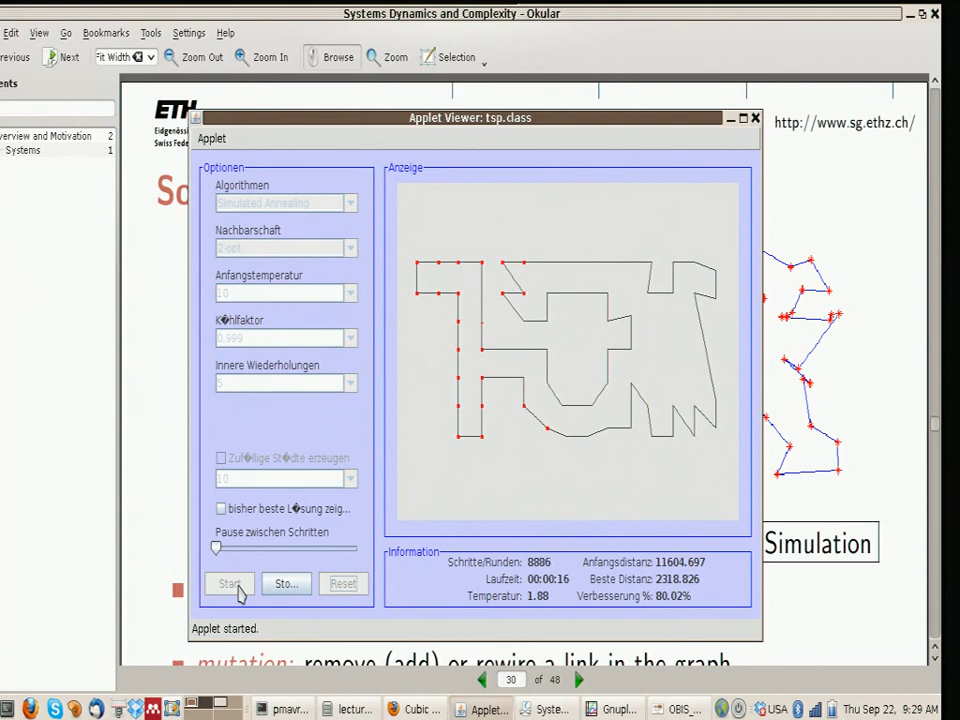 Systems Dynamics and Complexity - Okular
Edit View Go Bookmarks Tools Settings Help
revious Next Fit Width Zoom Out Zoom In Browse Zoom Selection
ents
verview and Motivation 2
Systems 1
ETH
Eidgenöss
Swiss Fede
http://www.sg.ethz.ch/
So
Applet Viewer: tsp.class
Applet
Optionen
Algorithmen
Simulated Annealing
Nachbarschaft
2-opt
Anfangstemperatur
10
K�hlfaktor
0.999
Innere Wiederholungen
5
Zuf�llige St�dte erzeugen
10
bisher beste L�sung zeig...
Pause zwischen Schritten
Start Sto... Reset
Anzeige
Information
Schritte/Runden: 8886 Anfangsdistanz: 11604.697
Laufzeit: 00:00:16 Beste Distanz: 2318.826
Temperatur: 1.88 Verbesserung %: 80.02%
Applet started.
Simulation
mutation: remove (add) or rewire a link in the graph
30 of 48
pmavr... lectur... Cubic ... Applet... Syste... Gnupl... OBIS_... USA Thu Sep 22, 9:29 AM